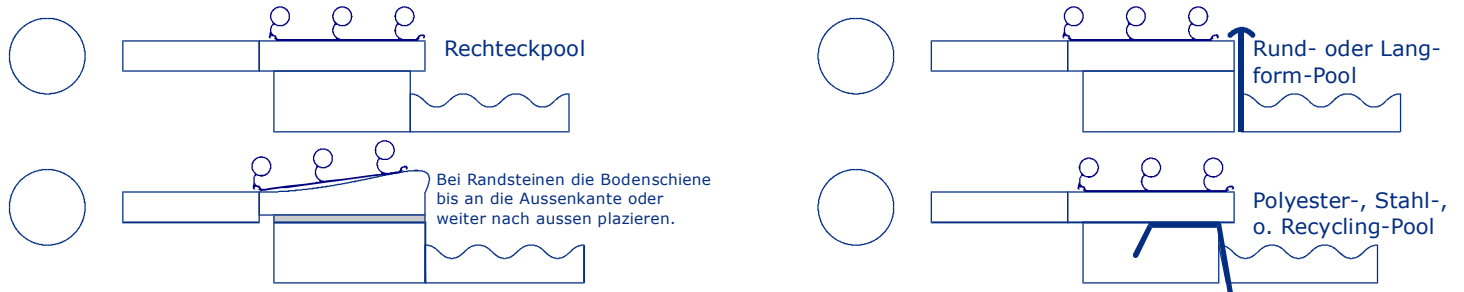 Rechteckpool
Rund- oder Lang-
form-Pool
Bei Randsteinen die Bodenschiene
bis an die Aussenkante oder
weiter nach aussen plazieren.
Polyester-, Stahl-,
o. Recycling-Pool